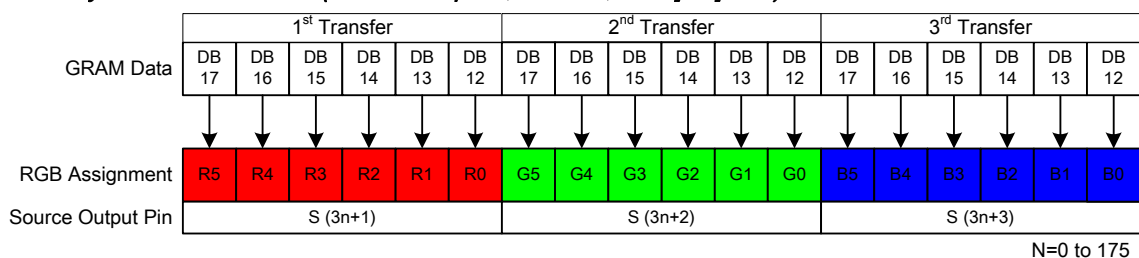 1st Transfer 2nd Transfer 3rd Transfer
GRAM Data DB 17 DB 16 DB 15 DB 14 DB 13 DB 12 DB 17 DB 16 DB 15 DB 14 DB 13 DB 12 DB 17 DB 16 DB 15 DB 14 DB 13 DB 12
RGB Assignment R5 R4 R3 R2 R1 R0 G5 G4 G3 G2 G1 G0 B5 B4 B3 B2 B1 B0
Source Output Pin S (3n+1) S (3n+2) S (3n+3)
N=0 to 175